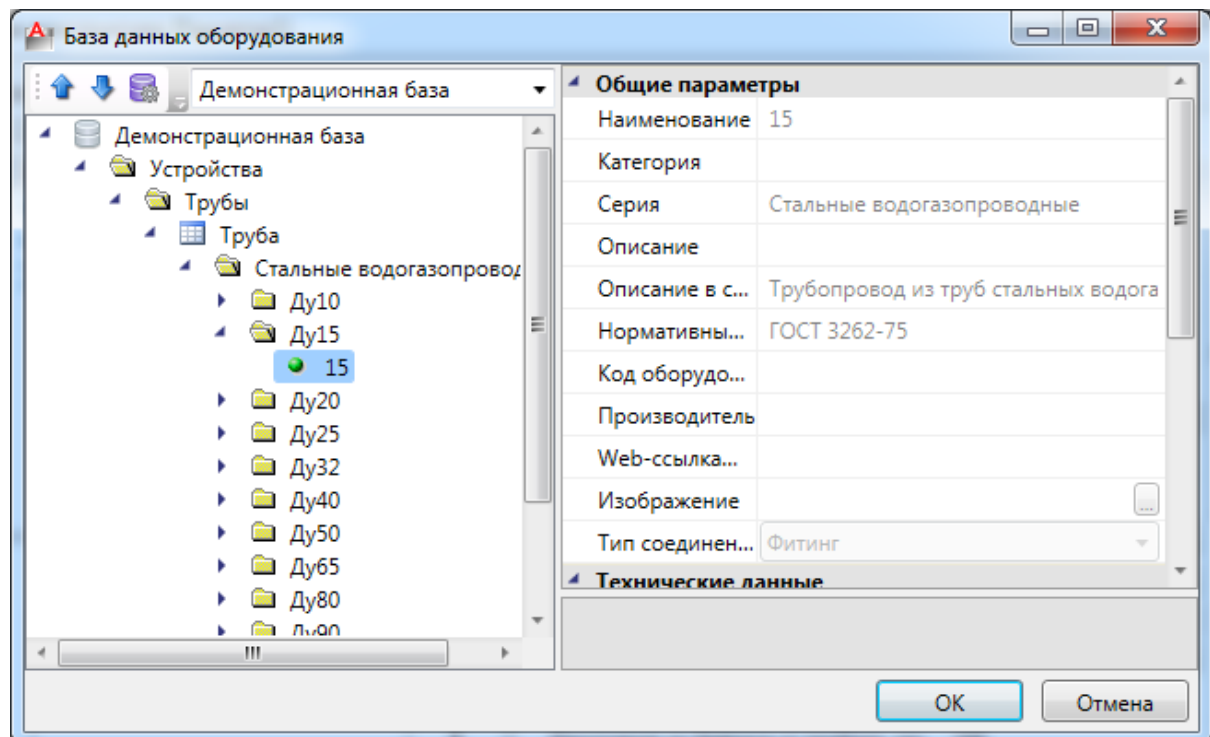 База данных оборудования
Демонстрационная база
Демонстрационная база
Устройства
Трубы
Труба
Стальные водогазопровод
Ду10
Ду15
15
Ду20
Ду25
Ду32
Ду40
Ду50
Ду65
Ду80
Ду90
Общие параметры
Наименование 15
Категория
Серия Стальные водогазопроводные
Описание
Описание в с... Трубопровод из труб стальных водога
Нормативны... ГОСТ 3262-75
Код оборудо...
Производитель
Web-ссылка...
Изображение ...
Тип соединен... Фитинг
Технические данные
ОК Отмена